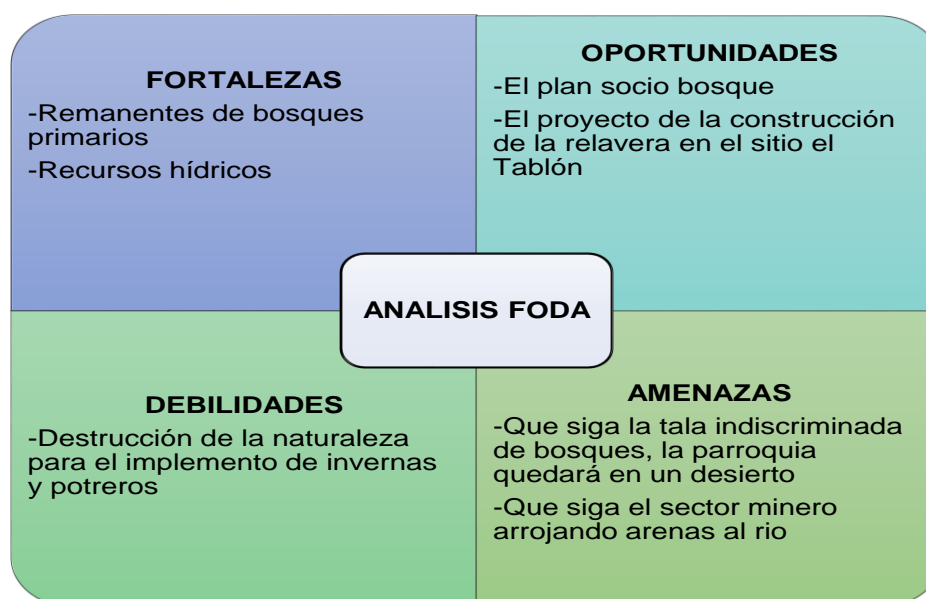 FORTALEZAS
-Remanentes de bosques
primarios
-Recursos hídricos
OPORTUNIDADES
-El plan socio bosque
-El proyecto de la construcción
de la relavera en el sitio el
Tablón
ANALISIS FODA
DEBILIDADES
-Destrucción de la naturaleza
para el implemento de invernas
y potreros
AMENAZAS
-Que siga la tala indiscriminada
de bosques, la parroquia
quedará en un desierto
-Que siga el sector minero
arrojando arenas al rio